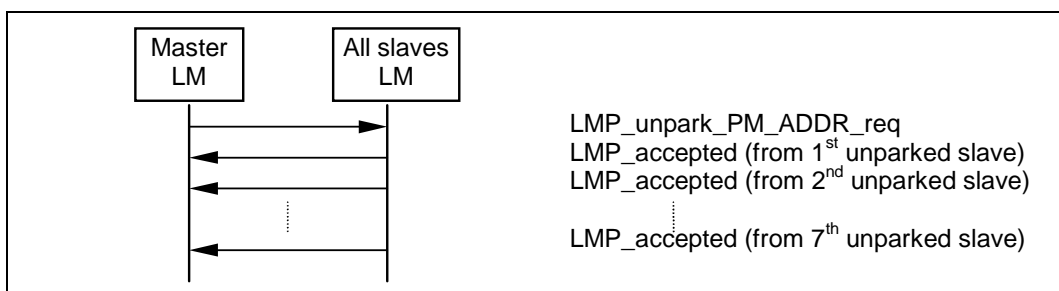 Master
LM
All slaves
LM
LMP_unpark_PM_ADDR_req
LMP_accepted (from 1st unparked slave)
LMP_accepted (from 2nd unparked slave)
LMP_accepted (from 7th unparked slave)